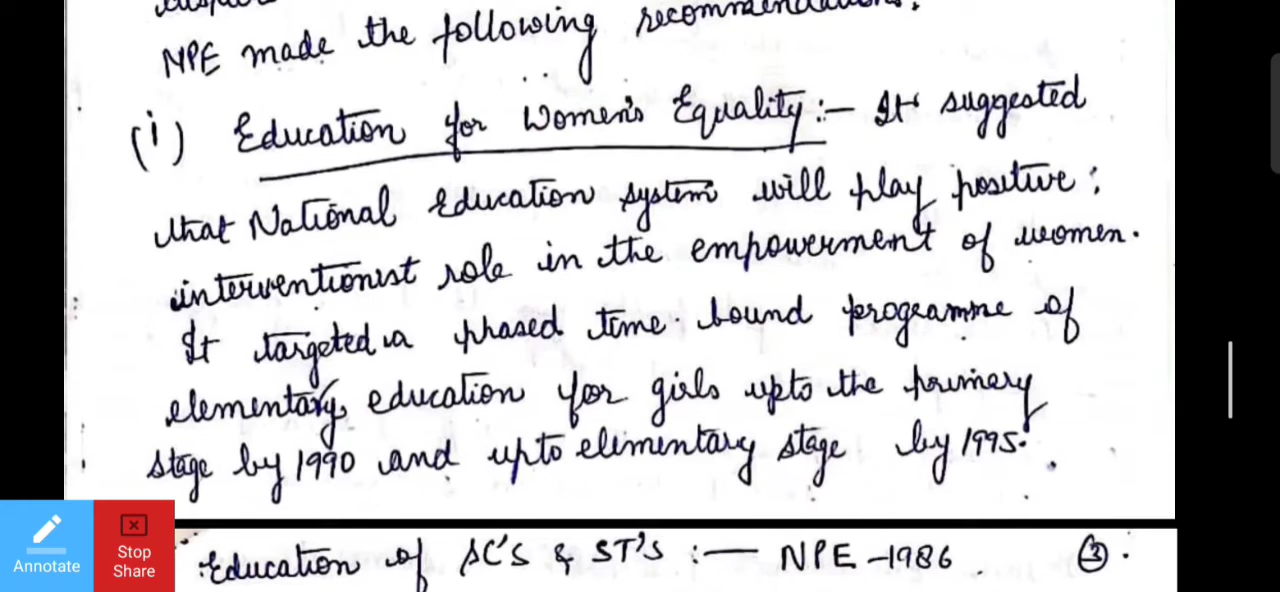 NPE made the following
(i) Education for Women's Equality:- It suggested
that National Education system will play positive;
interventionist role in the empowerment of women.
It targeted a phased time bound programme of
elementary education for girls upto the primary
stage by 1990 and upto elementary stage by 1995.
Education of SC'S & ST'S :- NPE-1986 (3).
Annotate
Stop
Share